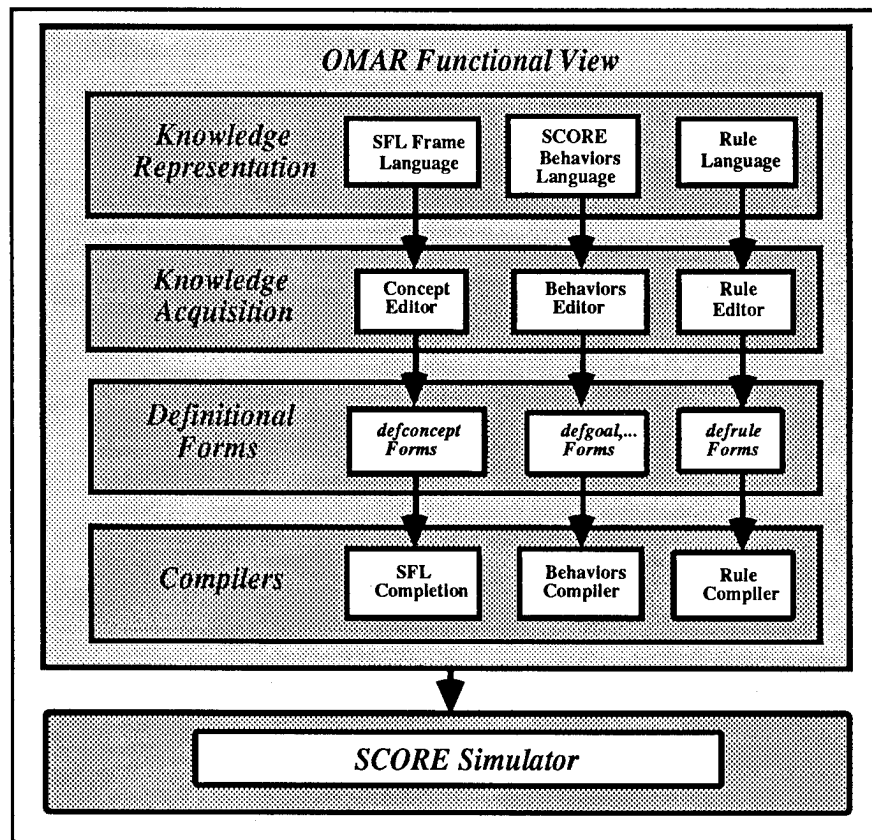 OMAR Functional View
Knowledge
Representation
SFL Frame
Language
SCORE
Behaviors
Language
Rule
Language
Knowledge
Acquisition
Concept
Editor
Behaviors
Editor
Rule
Editor
Definitional
Forms
defconcept
Forms
defgoal,...
Forms
defrule
Forms
Compilers
SFL
Completion
Behaviors
Compiler
Rule
Compiler
SCORE Simulator